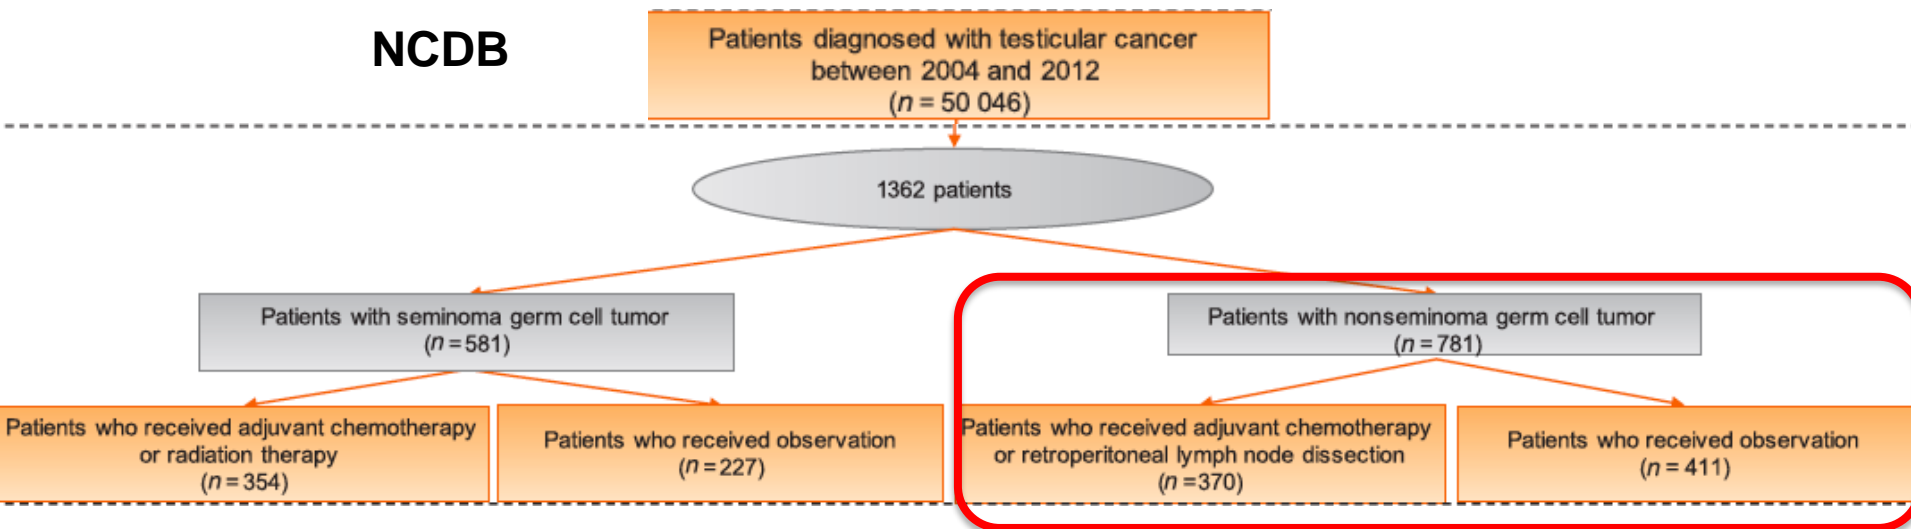 NCDB
Patients diagnosed with testicular cancer
between 2004 and 2012
(n = 50 046)
1362 patients
Patients with seminoma germ cell tumor
(n = 581)
Patients with nonseminoma germ cell tumor
(n = 781)
Patients who received adjuvant chemotherapy
or radiation therapy
(n = 354)
Patients who received observation
(n = 227)
Patients who received adjuvant chemotherapy
or retroperitoneal lymph node dissection
(n = 370)
Patients who received observation
(n = 411)